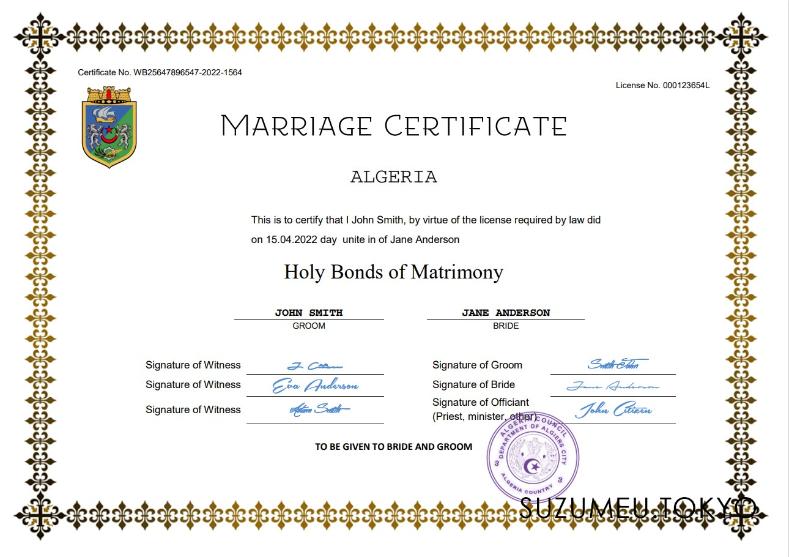 Certificate No. WB25647896547-2022-1564
License No. 000123654L
MARRIAGE CERTIFICATE
ALGERIA
This is to certify that I John Smith, by virtue of the license required by law did
on 15.04.2022 day unite in of Jane Anderson
Holy Bonds of Matrimony
JOHN SMITH JANE ANDERSON
GROOM BRIDE
Signature of Witness Signature of Groom Smith John
Signature of Witness Eva Anderson Signature of Bride Jane Anderson
Signature of Witness Signature of Officiant
(Priest, minister, other) John Citizen
TO BE GIVEN TO BRIDE AND GROOM
ALGERIA COUNCIL
DEPARTMENT OF ALGIERS CITY
ALGERIA COUNTRY
SUZUMEU.TOKYO